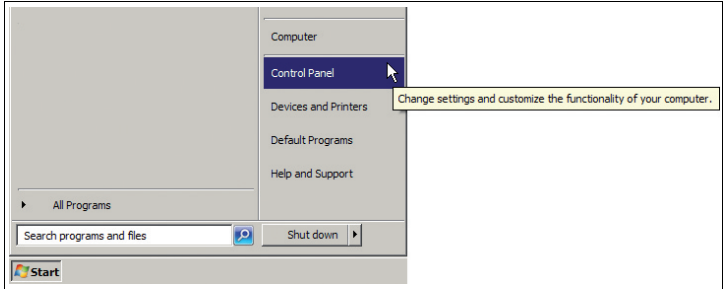 Computer
Control Panel
Change settings and customize the functionality of your computer.
Devices and Printers
Default Programs
Help and Support
All Programs
Search programs and files
Shut down
Start